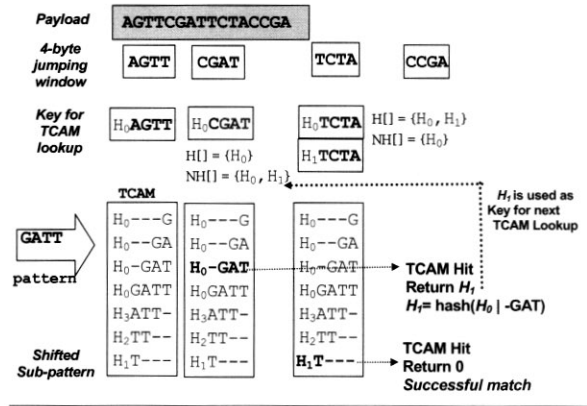 Payload
AGTTCGATTCTACCGA
4-byte
jumping
window
AGTT
CGAT
TCTA
CCGA
Key for
TCAM
lookup
H0AGTT
H0CGAT
H0TCTA
H1TCTA
H[] = {H0}
NH[] = {H0, H1}
H[] = {H0, H1}
NH[] = {H0}
H1 is used as
Key for next
TCAM Lookup
TCAM
GATT
pattern
Shifted
Sub-pattern
H0---G
H0--GA
H0-GAT
H0GATT
H3ATT-
H2TT--
H1T---
H0---G
H0--GA
H0-GAT
H0GATT
H3ATT-
H2TT--
H1T---
H0---G
H0--GA
H0-GAT
H0GATT
H3ATT-
H2TT--
H1T---
TCAM Hit
Return H1
H1= hash(H0 | -GAT)
TCAM Hit
Return 0
Successful match